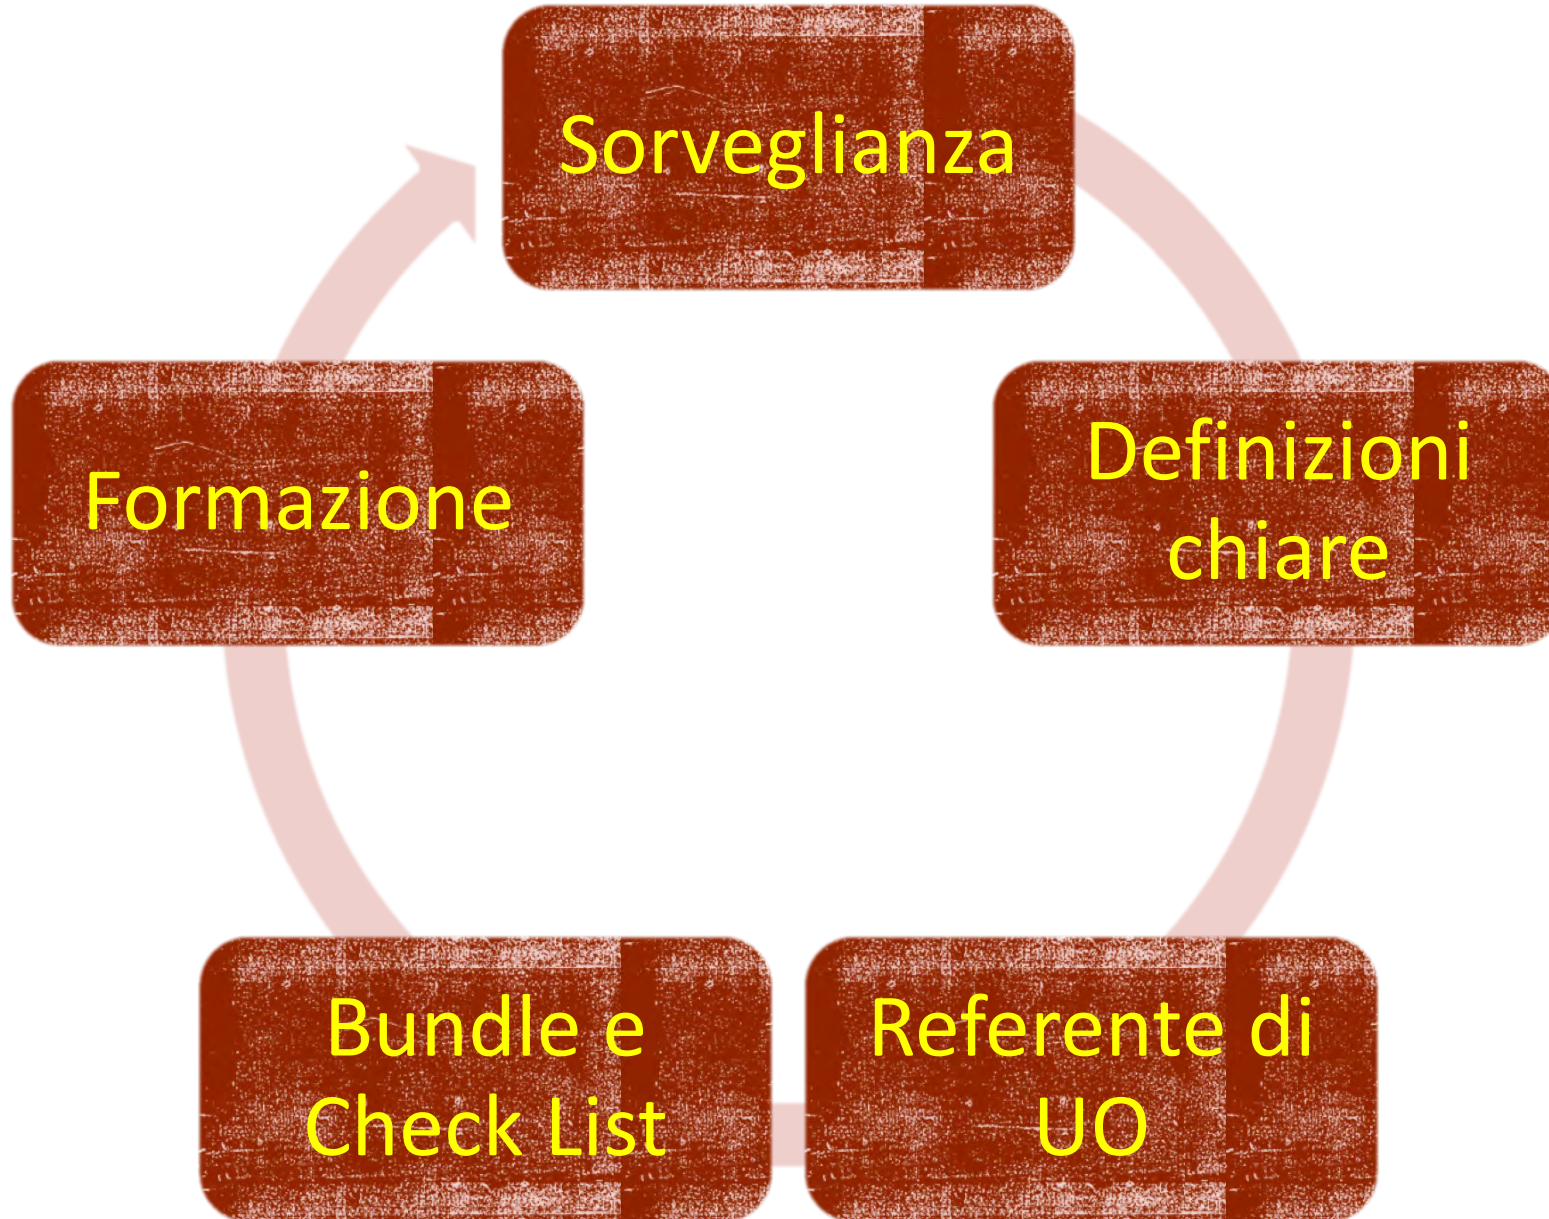 Sorveglianza
Definizioni
chiare
Referente di
UO
Bundle e
Check List
Formazione